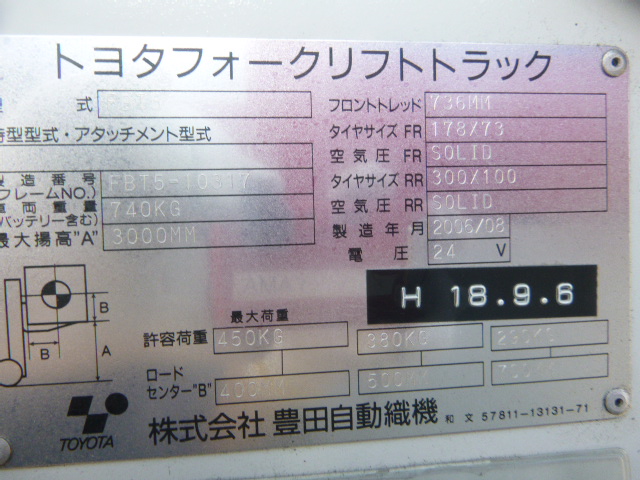 トヨタフォークリフトトラック
型 式
フロントトレッド 736MM
特型型式・アタッチメント型式
タイヤサイズ FR 178/73
空気圧 FR SOLID
製造番号
(フレームNO.) FBT5-10317
タイヤサイズ RR 300/100
車両重量
(バッテリー含む) 740KG
空気圧 RR SOLID
最大揚高"A" 3000MM
製造年月 2006/08
電圧 24 V
H 18.9.6
最大荷重
許容荷重 450KG 380KG
ロード
センター"B" 400MM
B
B
A
TOYOTA
株式会社 豊田自動織機 和文 57811-13131-71